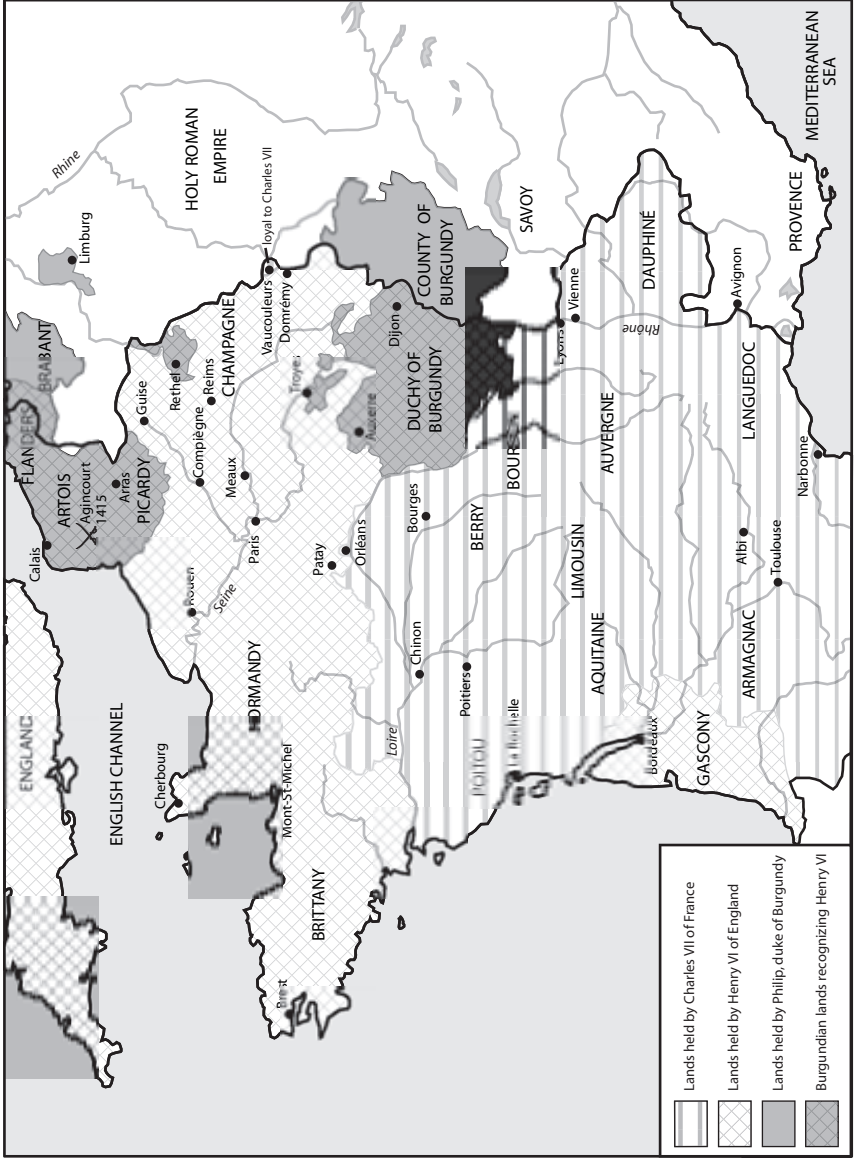 ENGLAND
ENGLISH CHANNEL
Calais
FLANDERS
BRABANT
ARTOIS
Agincourt
1415
Arras
PICARDY
Limburg
Rhine
HOLY ROMAN
EMPIRE
Guise
Rethel
Reims
CHAMPAGNE
Compiègne
Meaux
Paris
Rouen
Seine
Cherbourg
Mont-St-Michel
BRITTANY
Brest
Vaucouleurs
loyal to Charles VII
Domrémy
Troyes
Auxerre
Patay
Orléans
Dijon
DUCHY OF
BURGUNDY
COUNTY OF
BURGUNDY
SAVOY
Loire
Chinon
Bourges
BERRY
Poitiers
POITOU
La Rochelle
LIMOUSIN
AUVERGNE
AQUITAINE
Lyons
Vienne
DAUPHINÉ
Rhône
Avignon
PROVENCE
MEDITERRANEAN
SEA
Bordeaux
GASCONY
ARMAGNAC
Albi
Toulouse
LANGUEDOC
Narbonne
Lands held by Charles VII of France
Lands held by Henry VI of England
Lands held by Philip, duke of Burgundy
Burgundian lands recognizing Henry VI